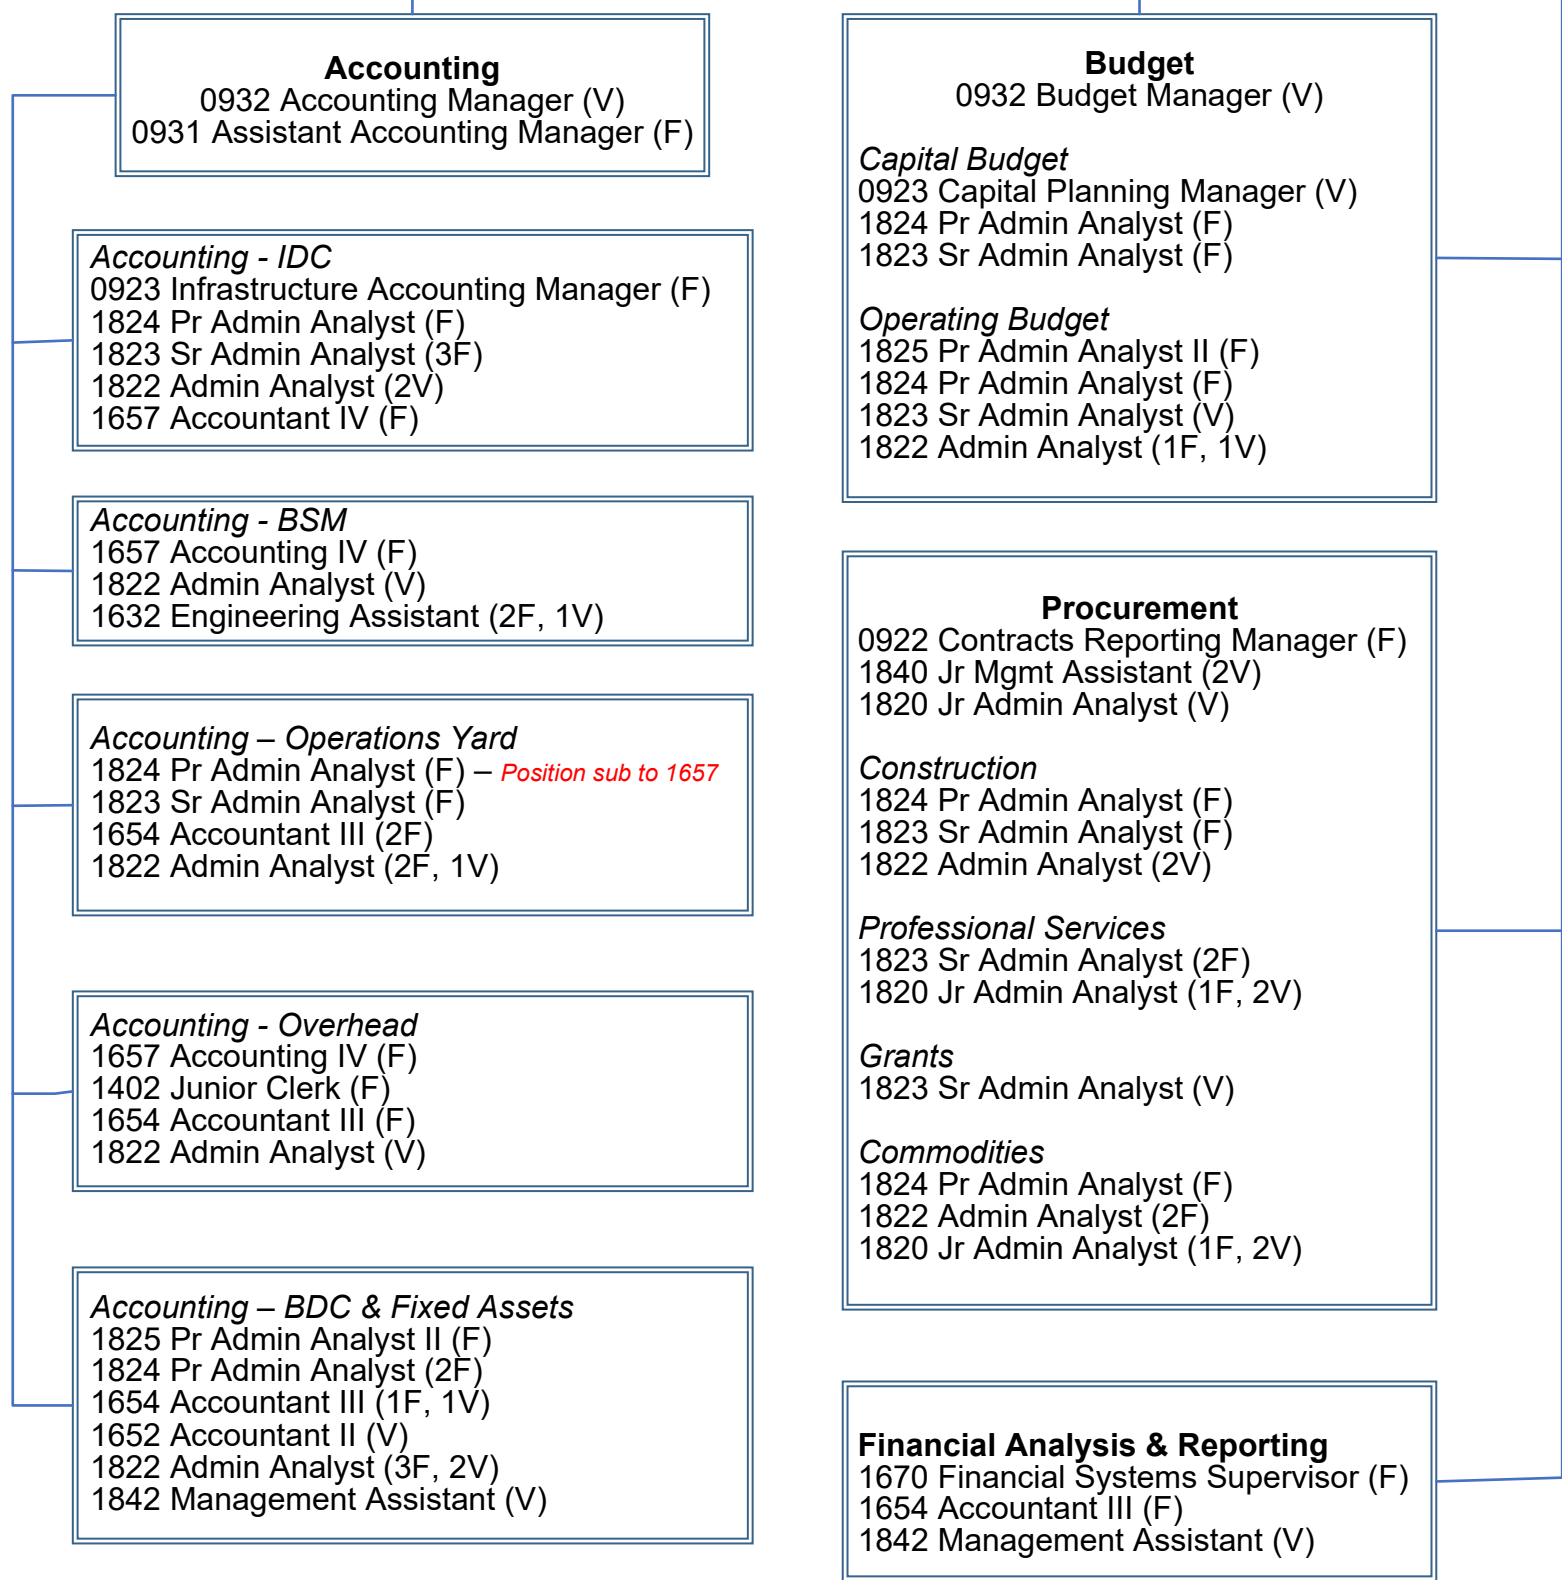 Accounting
0932 Accounting Manager (V)
0931 Assistant Accounting Manager (F)
Accounting - IDC
0923 Infrastructure Accounting Manager (F)
1824 Pr Admin Analyst (F)
1823 Sr Admin Analyst (3F)
1822 Admin Analyst (2V)
1657 Accountant IV (F)
Accounting - BSM
1657 Accounting IV (F)
1822 Admin Analyst (V)
1632 Engineering Assistant (2F, 1V)
Accounting – Operations Yard
1824 Pr Admin Analyst (F) – Position sub to 1657
1823 Sr Admin Analyst (F)
1654 Accountant III (2F)
1822 Admin Analyst (2F, 1V)
Accounting - Overhead
1657 Accounting IV (F)
1402 Junior Clerk (F)
1654 Accountant III (F)
1822 Admin Analyst (V)
Accounting – BDC & Fixed Assets
1825 Pr Admin Analyst II (F)
1824 Pr Admin Analyst (2F)
1654 Accountant III (1F, 1V)
1652 Accountant II (V)
1822 Admin Analyst (3F, 2V)
1842 Management Assistant (V)
Budget
0932 Budget Manager (V)
Capital Budget
0923 Capital Planning Manager (V)
1824 Pr Admin Analyst (F)
1823 Sr Admin Analyst (F)
Operating Budget
1825 Pr Admin Analyst II (F)
1824 Pr Admin Analyst (F)
1823 Sr Admin Analyst (V)
1822 Admin Analyst (1F, 1V)
Procurement
0922 Contracts Reporting Manager (F)
1840 Jr Mgmt Assistant (2V)
1820 Jr Admin Analyst (V)
Construction
1824 Pr Admin Analyst (F)
1823 Sr Admin Analyst (F)
1822 Admin Analyst (2V)
Professional Services
1823 Sr Admin Analyst (2F)
1820 Jr Admin Analyst (1F, 2V)
Grants
1823 Sr Admin Analyst (V)
Commodities
1824 Pr Admin Analyst (F)
1822 Admin Analyst (2F)
1820 Jr Admin Analyst (1F, 2V)
Financial Analysis & Reporting
1670 Financial Systems Supervisor (F)
1654 Accountant III (F)
1842 Management Assistant (V)